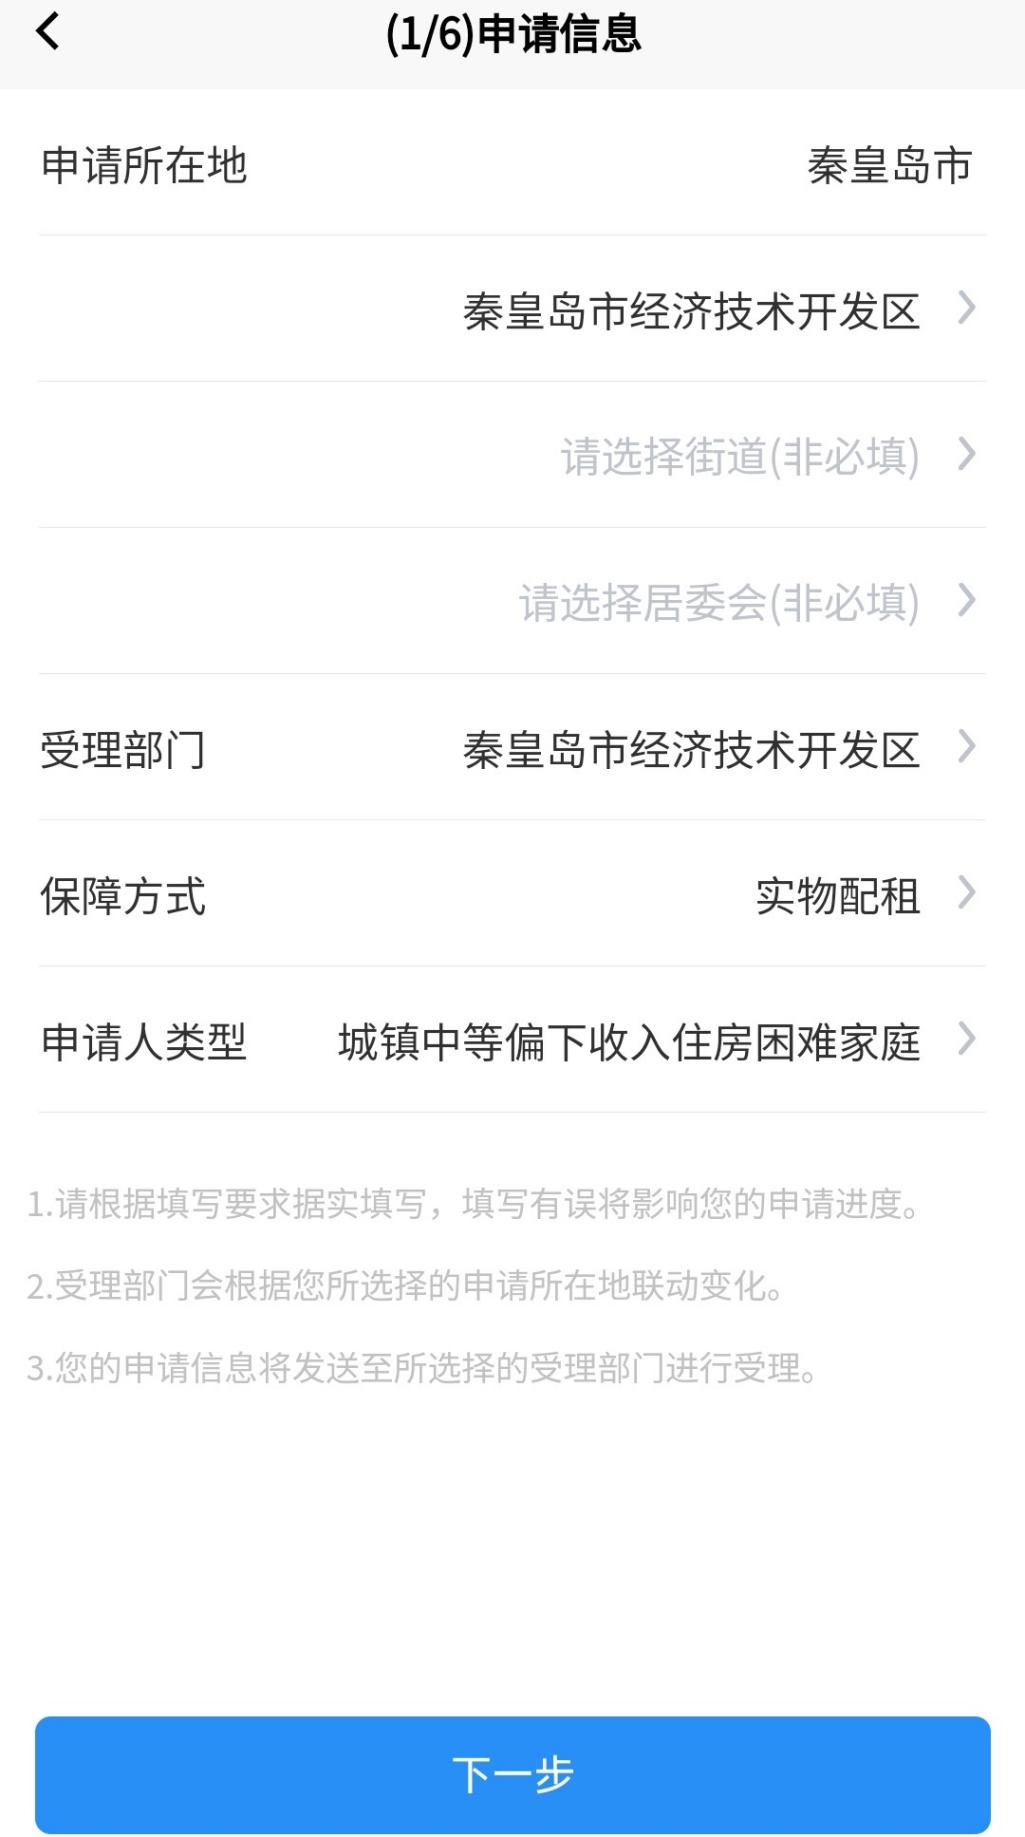 (1/6)申请信息
申请所在地 秦皇岛市
秦皇岛市经济技术开发区
请选择街道(非必填)
请选择居委会(非必填)
受理部门 秦皇岛市经济技术开发区
保障方式 实物配租
申请人类型 城镇中等偏下收入住房困难家庭
1.请根据填写要求据实填写，填写有误将影响您的申请进度。
2.受理部门会根据您所选择的申请所在地联动变化。
3.您的申请信息将发送至所选择的受理部门进行受理。
下一步